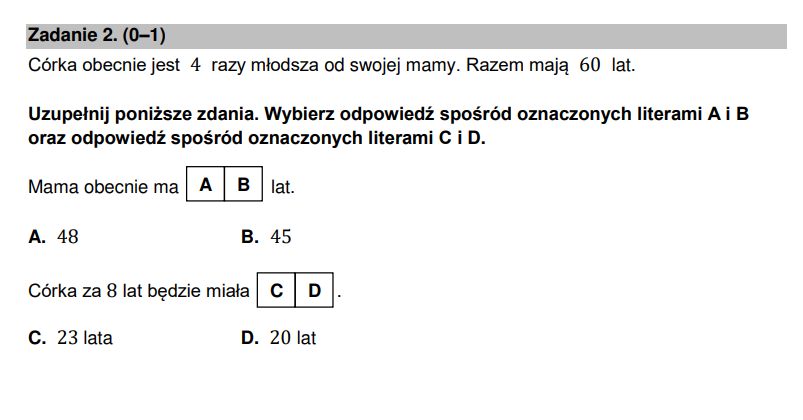 Zadanie 2. (0–1)
Córka obecnie jest 4 razy młodsza od swojej mamy. Razem mają 60 lat.
Uzupełnij poniższe zdania. Wybierz odpowiedź spośród oznaczonych literami A i B
oraz odpowiedź spośród oznaczonych literami C i D.
Mama obecnie ma A B lat.
A. 48 B. 45
Córka za 8 lat będzie miała C D .
C. 23 lata D. 20 lat